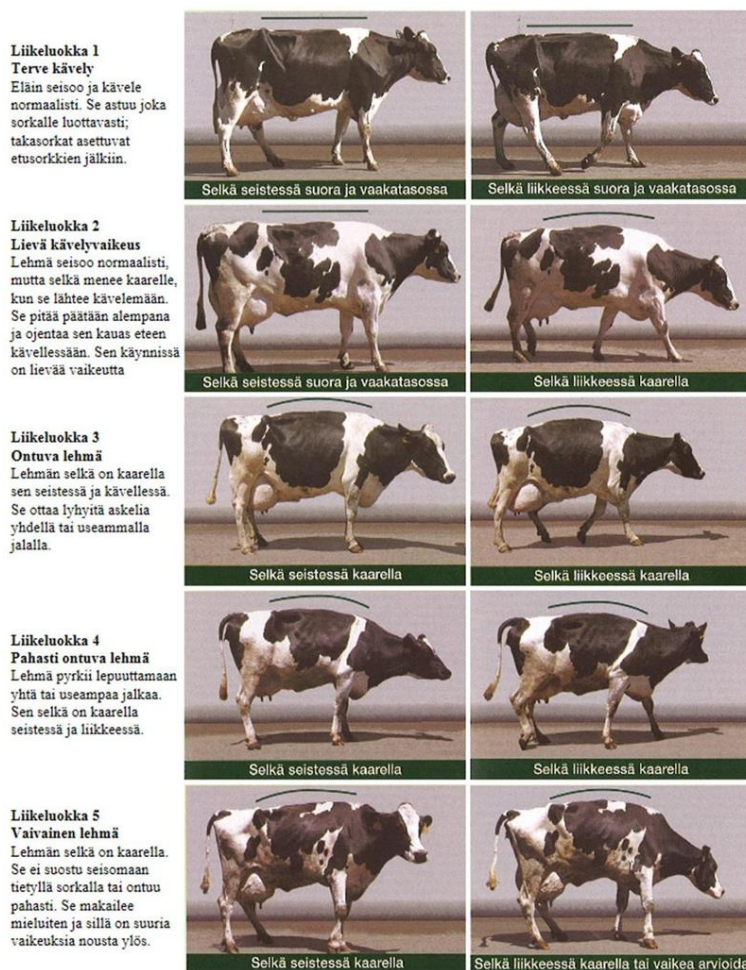 Liikeluokka 1
Terve kävely
Eläin seisoo ja kävele
normaalisti. Se astuu joka
sorkalle luottavasti;
takasorkat asettuvat
etusorkkien jälkiin.
Selkä seistessä suora ja vaakatasossa
Selkä liikkeessä suora ja vaakatasossa
Liikeluokka 2
Lievä kävelyvaikeus
Lehmä seisoo normaalisti,
mutta selkä menee kaarelle,
kun se lähtee kävelemään.
Se pitää päätään alempana
ja ojentaa sen kauas eteen
kävellessään. Sen käynnissä
on lievää vaikeutta
Selkä seistessä suora ja vaakatasossa
Selkä liikkeessä kaarella
Liikeluokka 3
Ontuva lehmä
Lehmän selkä on kaarella
sen seistessä ja kävellessä.
Se ottaa lyhyitä askelia
yhdellä tai useammalla
jalalla.
Selkä seistessä kaarella
Selkä liikkeessä kaarella
Liikeluokka 4
Pahasti ontuva lehmä
Lehmä pyrkii lepuuttamaan
yhtä tai useampaa jalkaa.
Sen selkä on kaarella
seistessä ja liikkeessä.
Selkä seistessä kaarella
Selkä liikkeessä kaarella
Liikeluokka 5
Vaivainen lehmä
Lehmän selkä on kaarella.
Se ei suostu seisomaan
tietyllä sorkalla tai ontuu
pahasti. Se makailee
mieluiten ja sillä on suuria
vaikeuksia nousta ylös.
Selkä seistessä kaarella
Selkä liikkeessä kaarella tai vaikea arvioida